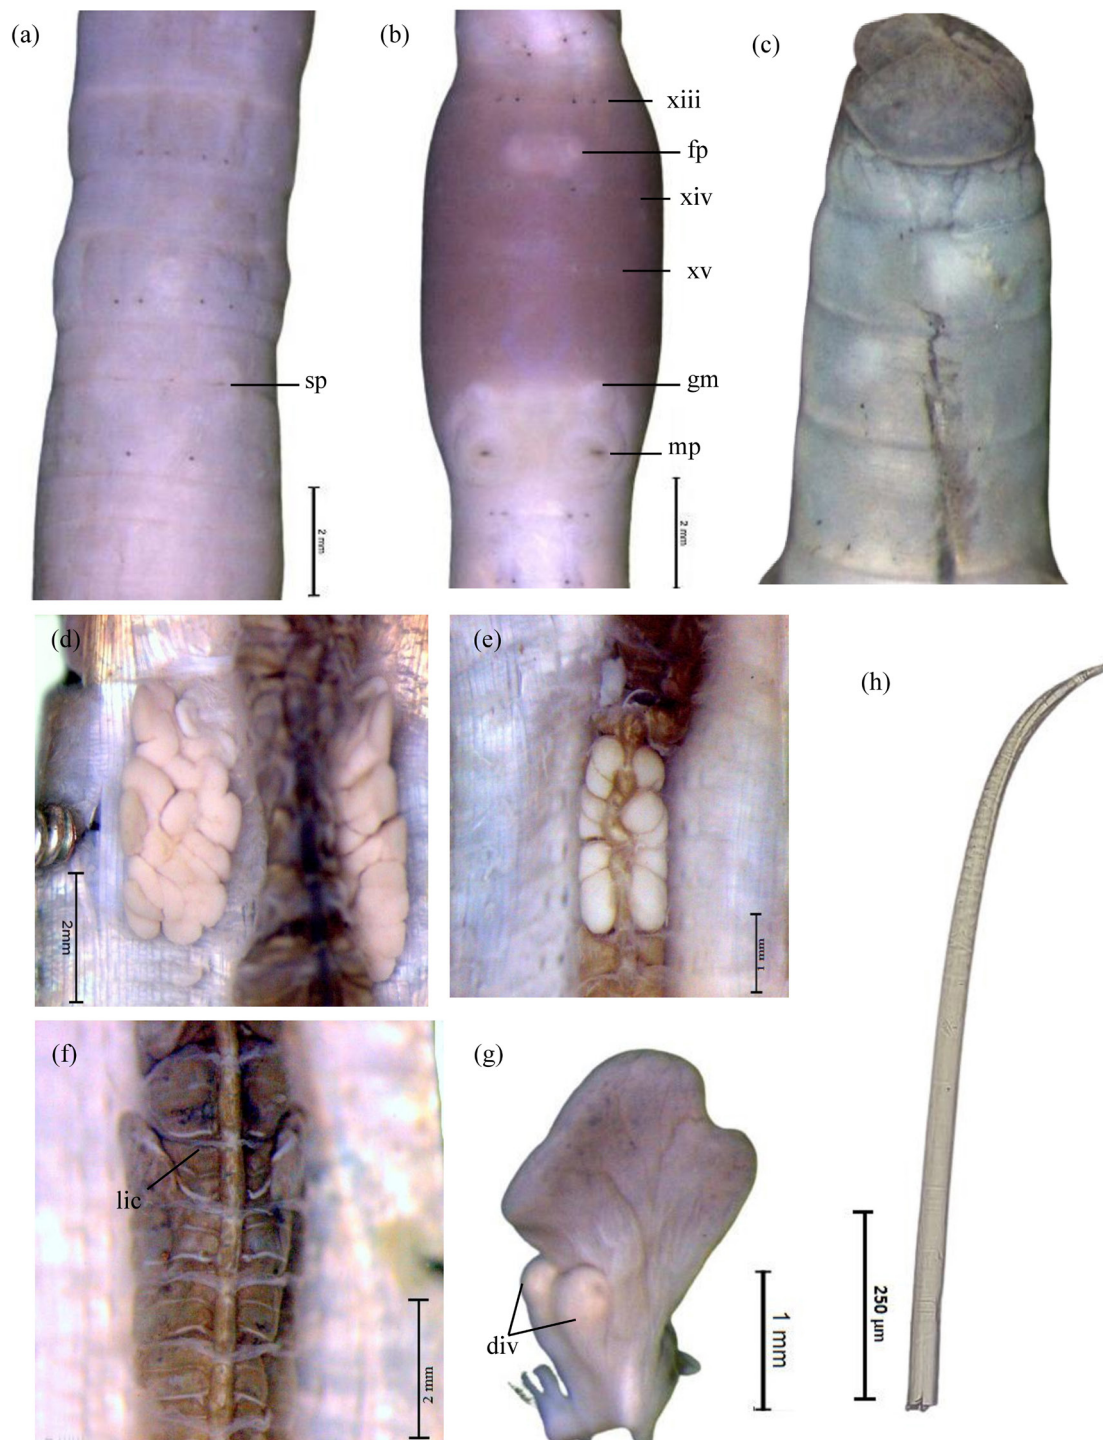 (a)
(b)
(c)
xiii
fp
xiv
xv
sp
gm
mp
2 mm
2 mm
(d)
(e)
(h)
2mm
1 mm
(f)
(g)
lic
div
2 mm
1 mm
250 µm